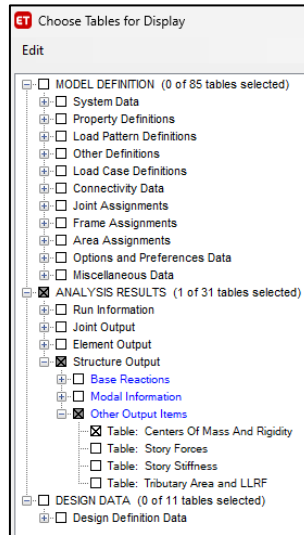 ET Choose Tables for Display
Edit
MODEL DEFINITION (0 of 85 tables selected)
System Data
Property Definitions
Load Pattern Definitions
Other Definitions
Load Case Definitions
Connectivity Data
Joint Assignments
Frame Assignments
Area Assignments
Options and Preferences Data
Miscellaneous Data
ANALYSIS RESULTS (1 of 31 tables selected)
Run Information
Joint Output
Element Output
Structure Output
Base Reactions
Modal Information
Other Output Items
Table: Centers Of Mass And Rigidity
Table: Story Forces
Table: Story Stiffness
Table: Tributary Area and LLRF
DESIGN DATA (0 of 11 tables selected)
Design Definition Data